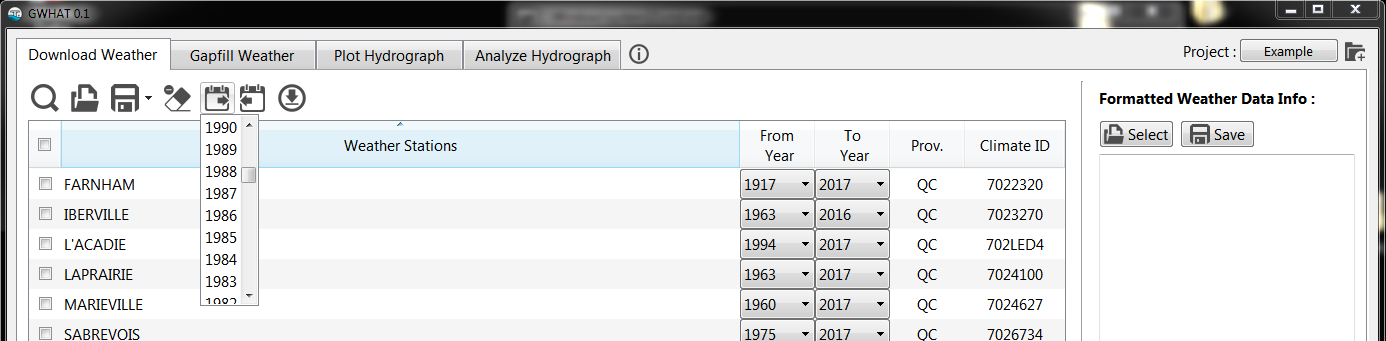 GWHAT 0.1
Download Weather Gapfill Weather Plot Hydrograph Analyze Hydrograph Project : Example
Formatted Weather Data Info :
Select Save
1990
1989
1988
1987
1986
1985
1984
1983
1982
Weather Stations From Year To Year Prov. Climate ID
FARNHAM 1917 2017 QC 7022320
IBERVILLE 1963 2016 QC 7023270
L'ACADIE 1994 2017 QC 702LED4
LAPRAIRIE 1963 2017 QC 7024100
MARIEVILLE 1960 2017 QC 7024627
SABREVOIS 1975 2017 QC 7026734